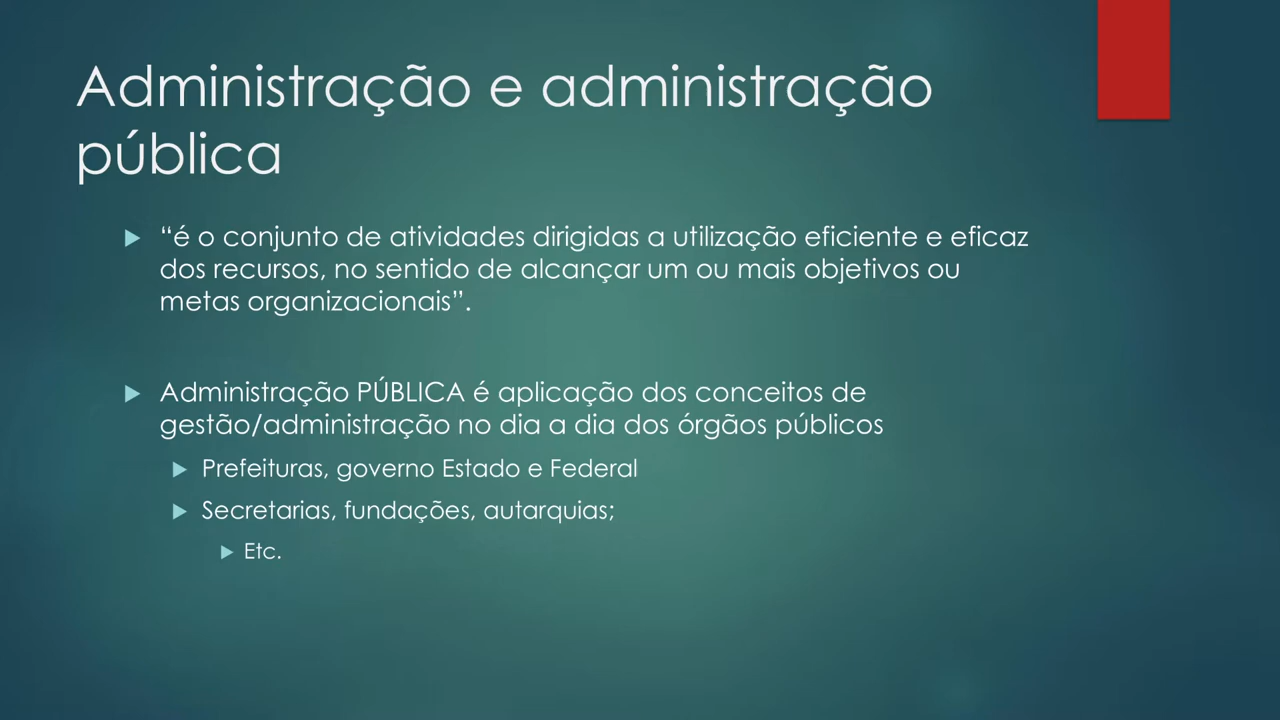 Administração e administração
pública
“é o conjunto de atividades dirigidas a utilização eficiente e eficaz
dos recursos, no sentido de alcançar um ou mais objetivos ou
metas organizacionais”.
Administração PÚBLICA é aplicação dos conceitos de
gestão/administração no dia a dia dos órgãos públicos
Prefeituras, governo Estado e Federal
Secretarias, fundações, autarquias;
Etc.